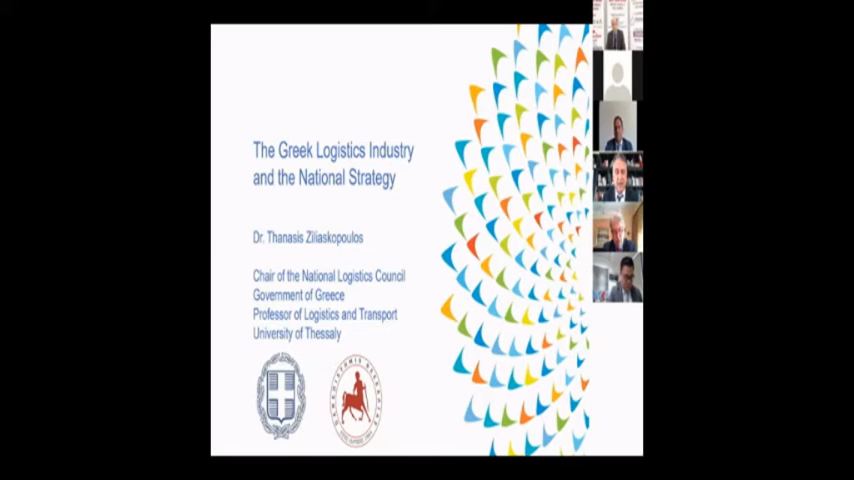 The Greek Logistics Industry
and the National Strategy
Dr. Thanasis Ziliaskopoulos
Chair of the National Logistics Council
Government of Greece
Professor of Logistics and Transport
University of Thessaly